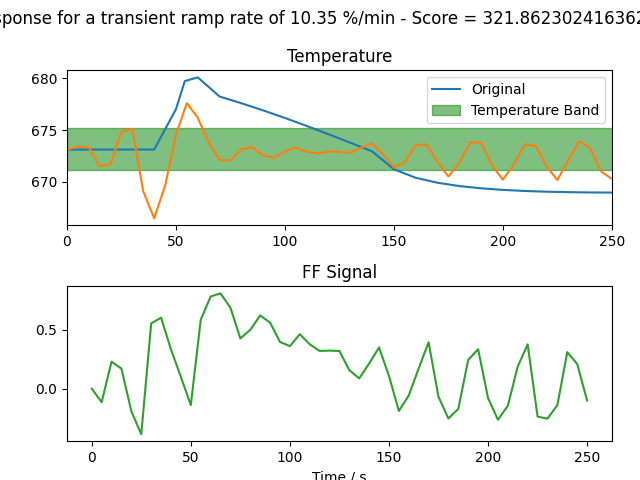 sponse for a transient ramp rate of 10.35 %/min - Score = 321.862302416362
Temperature
680
675
670
Original
Temperature Band
0 50 100 150 200 250
FF Signal
0.5
0.0
0 50 100 150 200 250
Time / s